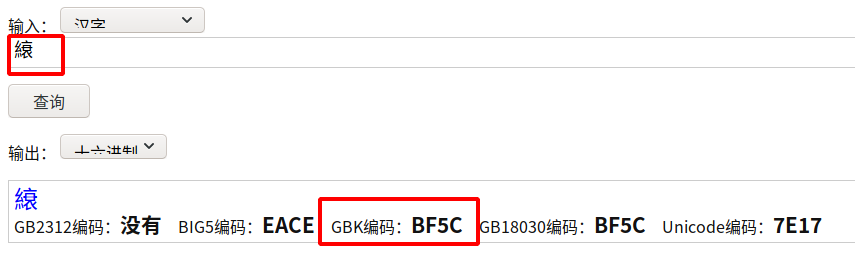 输入： 汉字
縗
查询
输出： 十六进制
縗
GB2312编码：没有 BIG5编码：EACE GBK编码：BF5C GB18030编码：BF5C Unicode编码：7E17